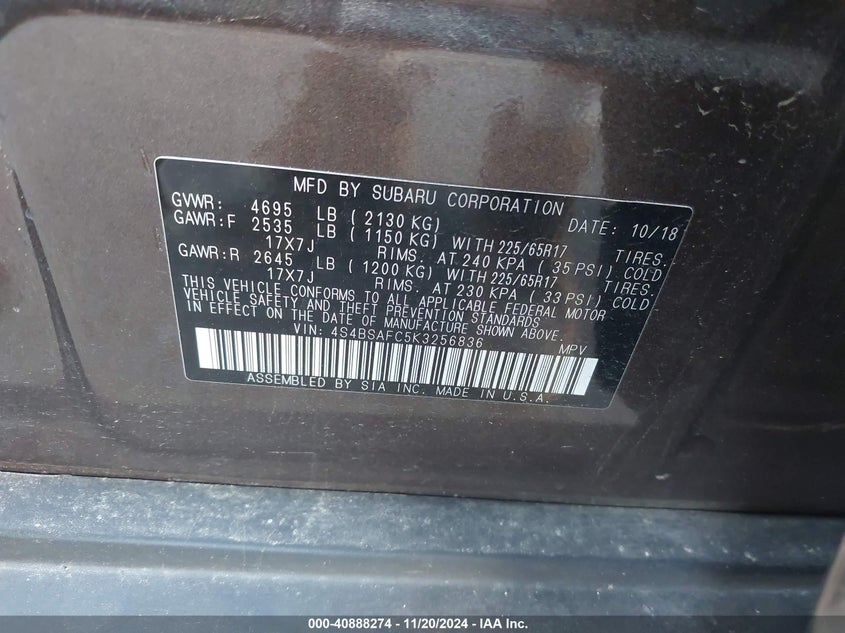 MFD BY SUBARU CORPORATION
GVWR: 4695 LB ( 2130 KG) DATE: 10/18
GAWR:F 2535 LB ( 1150 KG) WITH 225/65R17 TIRES.
17X7J RIMS. AT 240 KPA ( 35 PSI) COLD
GAWR:R 2645 LB ( 1200 KG) WITH 225/65R17 TIRES.
17X7J RIMS. AT 230 KPA ( 33 PSI) COLD.
THIS VEHICLE CONFORMS TO ALL APPLICABLE FEDERAL MOTOR
VEHICLE SAFETY AND THEFT PREVENTION STANDARDS
IN EFFECT ON THE DATE OF MANUFACTURE SHOWN ABOVE.
VIN: 4S4BSAFC5K3256836 MPV
ASSEMBLED BY SIA INC. MADE IN U.S.A.
000-40888274 - 11/20/2024 - IAA Inc.